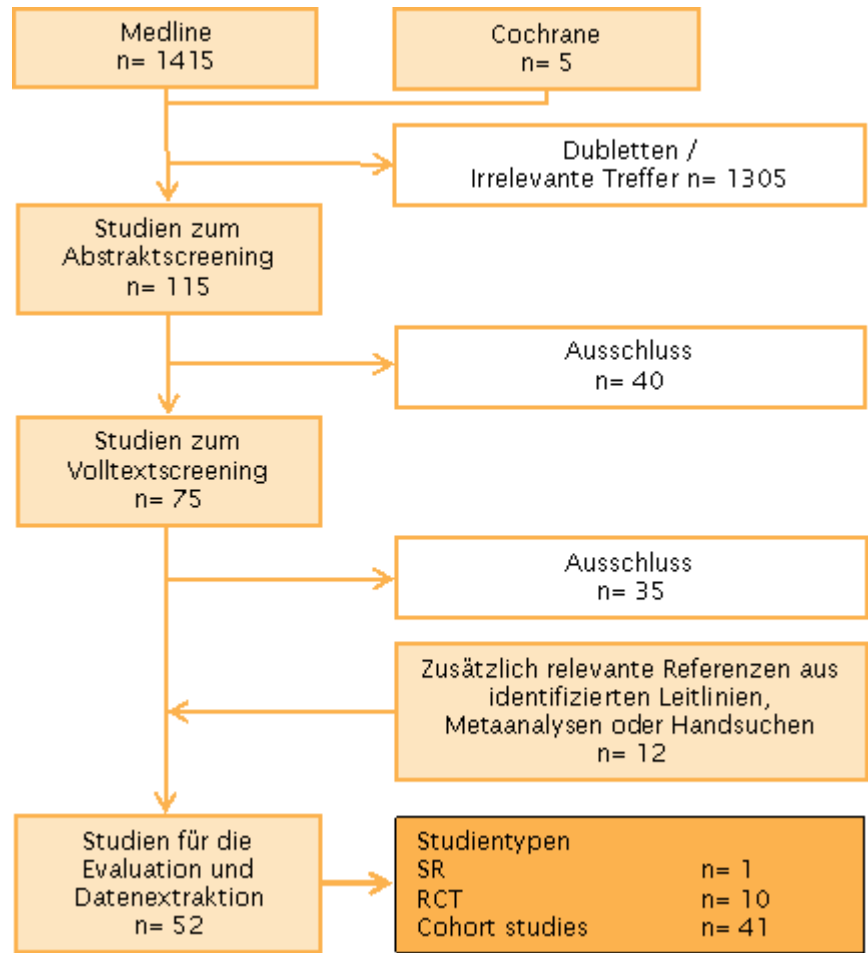 Medline
n= 1415
Cochrane
n= 5
Dubletten /
Irrelevante Treffer n= 1305
Studien zum
Abstraktscreening
n= 115
Ausschluss
n= 40
Studien zum
Volltextscreening
n= 75
Ausschluss
n= 35
Zusätzlich relevante Referenzen aus
identifizierten Leitlinien,
Metaanalysen oder Handsuchen
n= 12
Studien für die
Evaluation und
Datenextraktion
n= 52
Studientypen
SR n= 1
RCT n= 10
Cohort studies n= 41